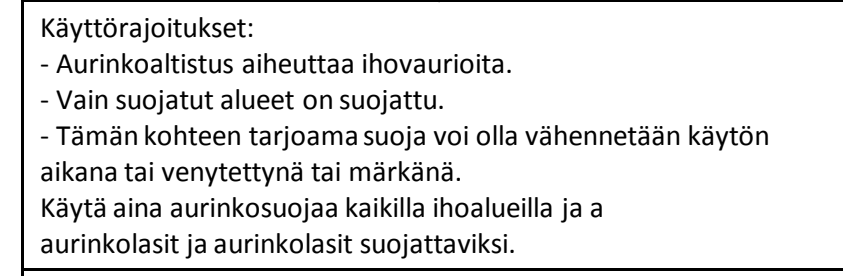 Käyttörajoitukset:
- Aurinkoaltistus aiheuttaa ihovaurioita.
- Vain suojatut alueet on suojattu.
- Tämän kohteen tarjoama suoja voi olla vähennetään käytön
aikana tai venytettynä tai märkänä.
Käytä aina aurinkosuojaa kaikilla ihoalueilla ja a
aurinkolasit ja aurinkolasit suojattaviksi.